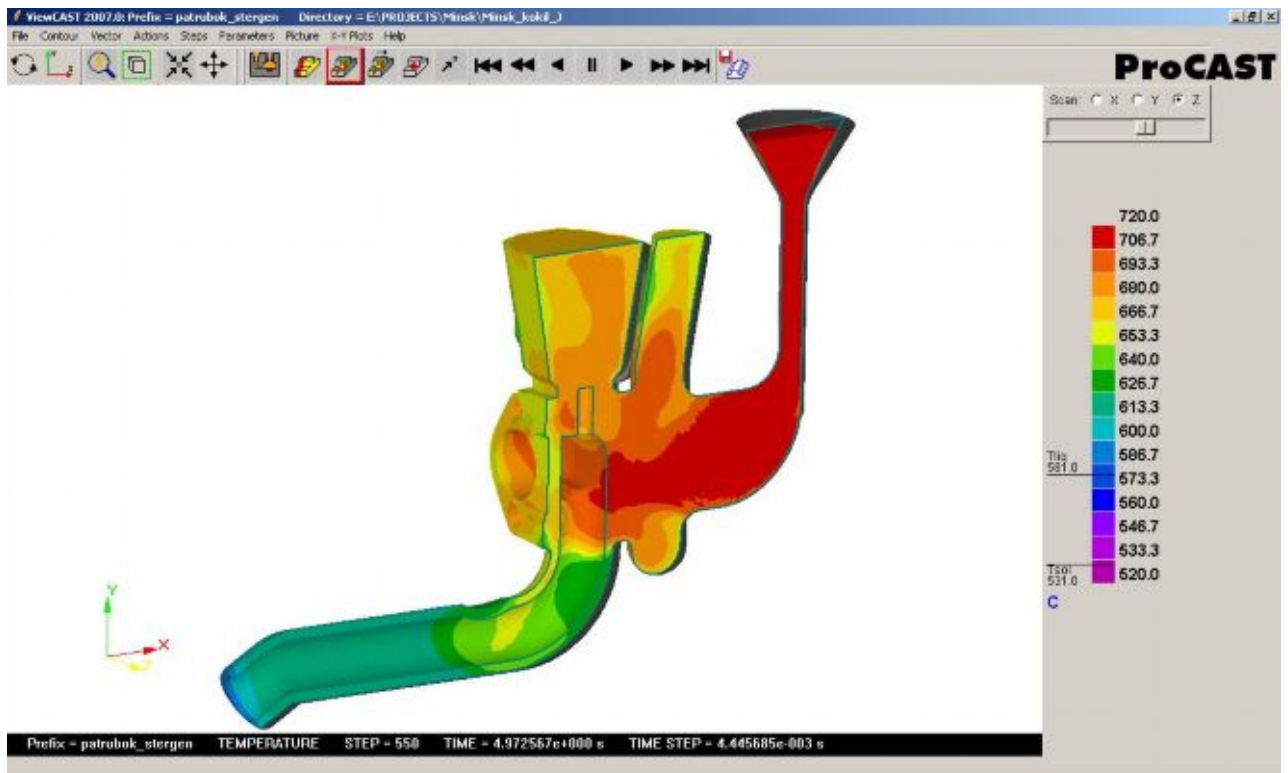 ViewCAST 2007.0: Prefix = patrubok_stergen Directory = E:\PROJECTS\Minsk\Minsk_kokil_)
File Contour Vector Actions Steps Parameters Picture X-Y Plots Help
ProCAST
Scan: X Y Z
720.0
706.7
693.3
680.0
666.7
653.3
640.0
626.7
613.3
600.0
586.7
Tliq
581.0
573.3
560.0
546.7
533.3
Tsol
531.0
520.0
C
Y
X
Z
Prefix = patrubok_stergen TEMPERATURE STEP = 550 TIME = 4.972567e+000 s TIME STEP = 4.445685e-003 s